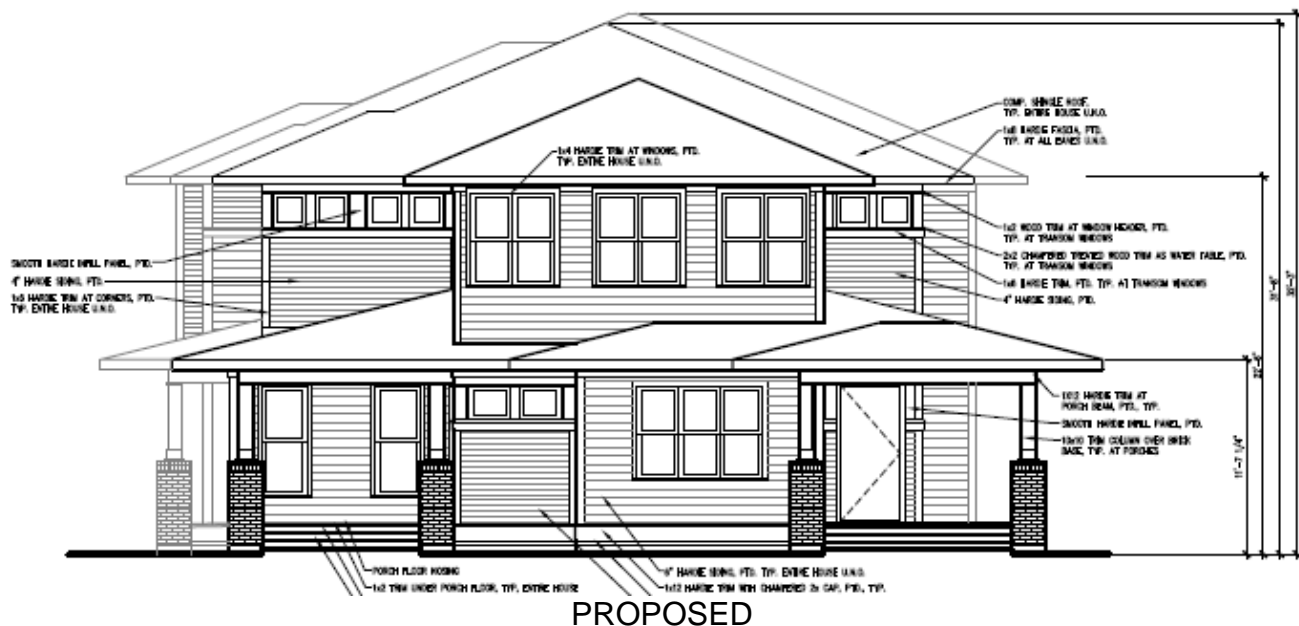 COMP. SHINGLE ROOF,
TYP. ENTIRE HOUSE U.N.O.
1x8 HARDIE FASCIA, PTD.
TYP. AT ALL EAVES U.N.O.
1x4 HARDIE TRIM AT WINDOWS, PTD.
TYP. ENTIRE HOUSE U.N.O.
1x2 WOOD TRIM AT WINDOW HEADER, PTD.
TYP. AT TRANSOM WINDOWS
2x2 CHAMFERED TREATED WOOD TRIM AS WATER TABLE, PTD.
TYP. AT TRANSOM WINDOWS
HARDIE TRIM, PTD. TYP. AT TRANSOM WINDOWS
4" HARDIE SIDING, PTD.
SMOOTH HARDIE INFILL PANEL, PTD.
4" HARDIE SIDING, PTD.
HARDIE TRIM AT CORNERS, PTD.
TYP. ENTIRE HOUSE U.N.O.
1X12 HARDIE TRIM AT
PORCH BEAM, PTD., TYP.
SMOOTH HARDIE INFILL PANEL, PTD.
10x10 TRIM COLUMN OVER BRICK
BASE, TYP. AT PORCHES
11'-7 1/4"
PORCH FLOOR NOSING
1x2 TRIM UNDER PORCH FLOOR, TYP. ENTIRE HOUSE
6" HARDIE SIDING, PTD. TYP. ENTIRE HOUSE U.N.O.
1x12 HARDIE TRIM WITH CHAMFERED 2x CAP, PTD., TYP.
PROPOSED